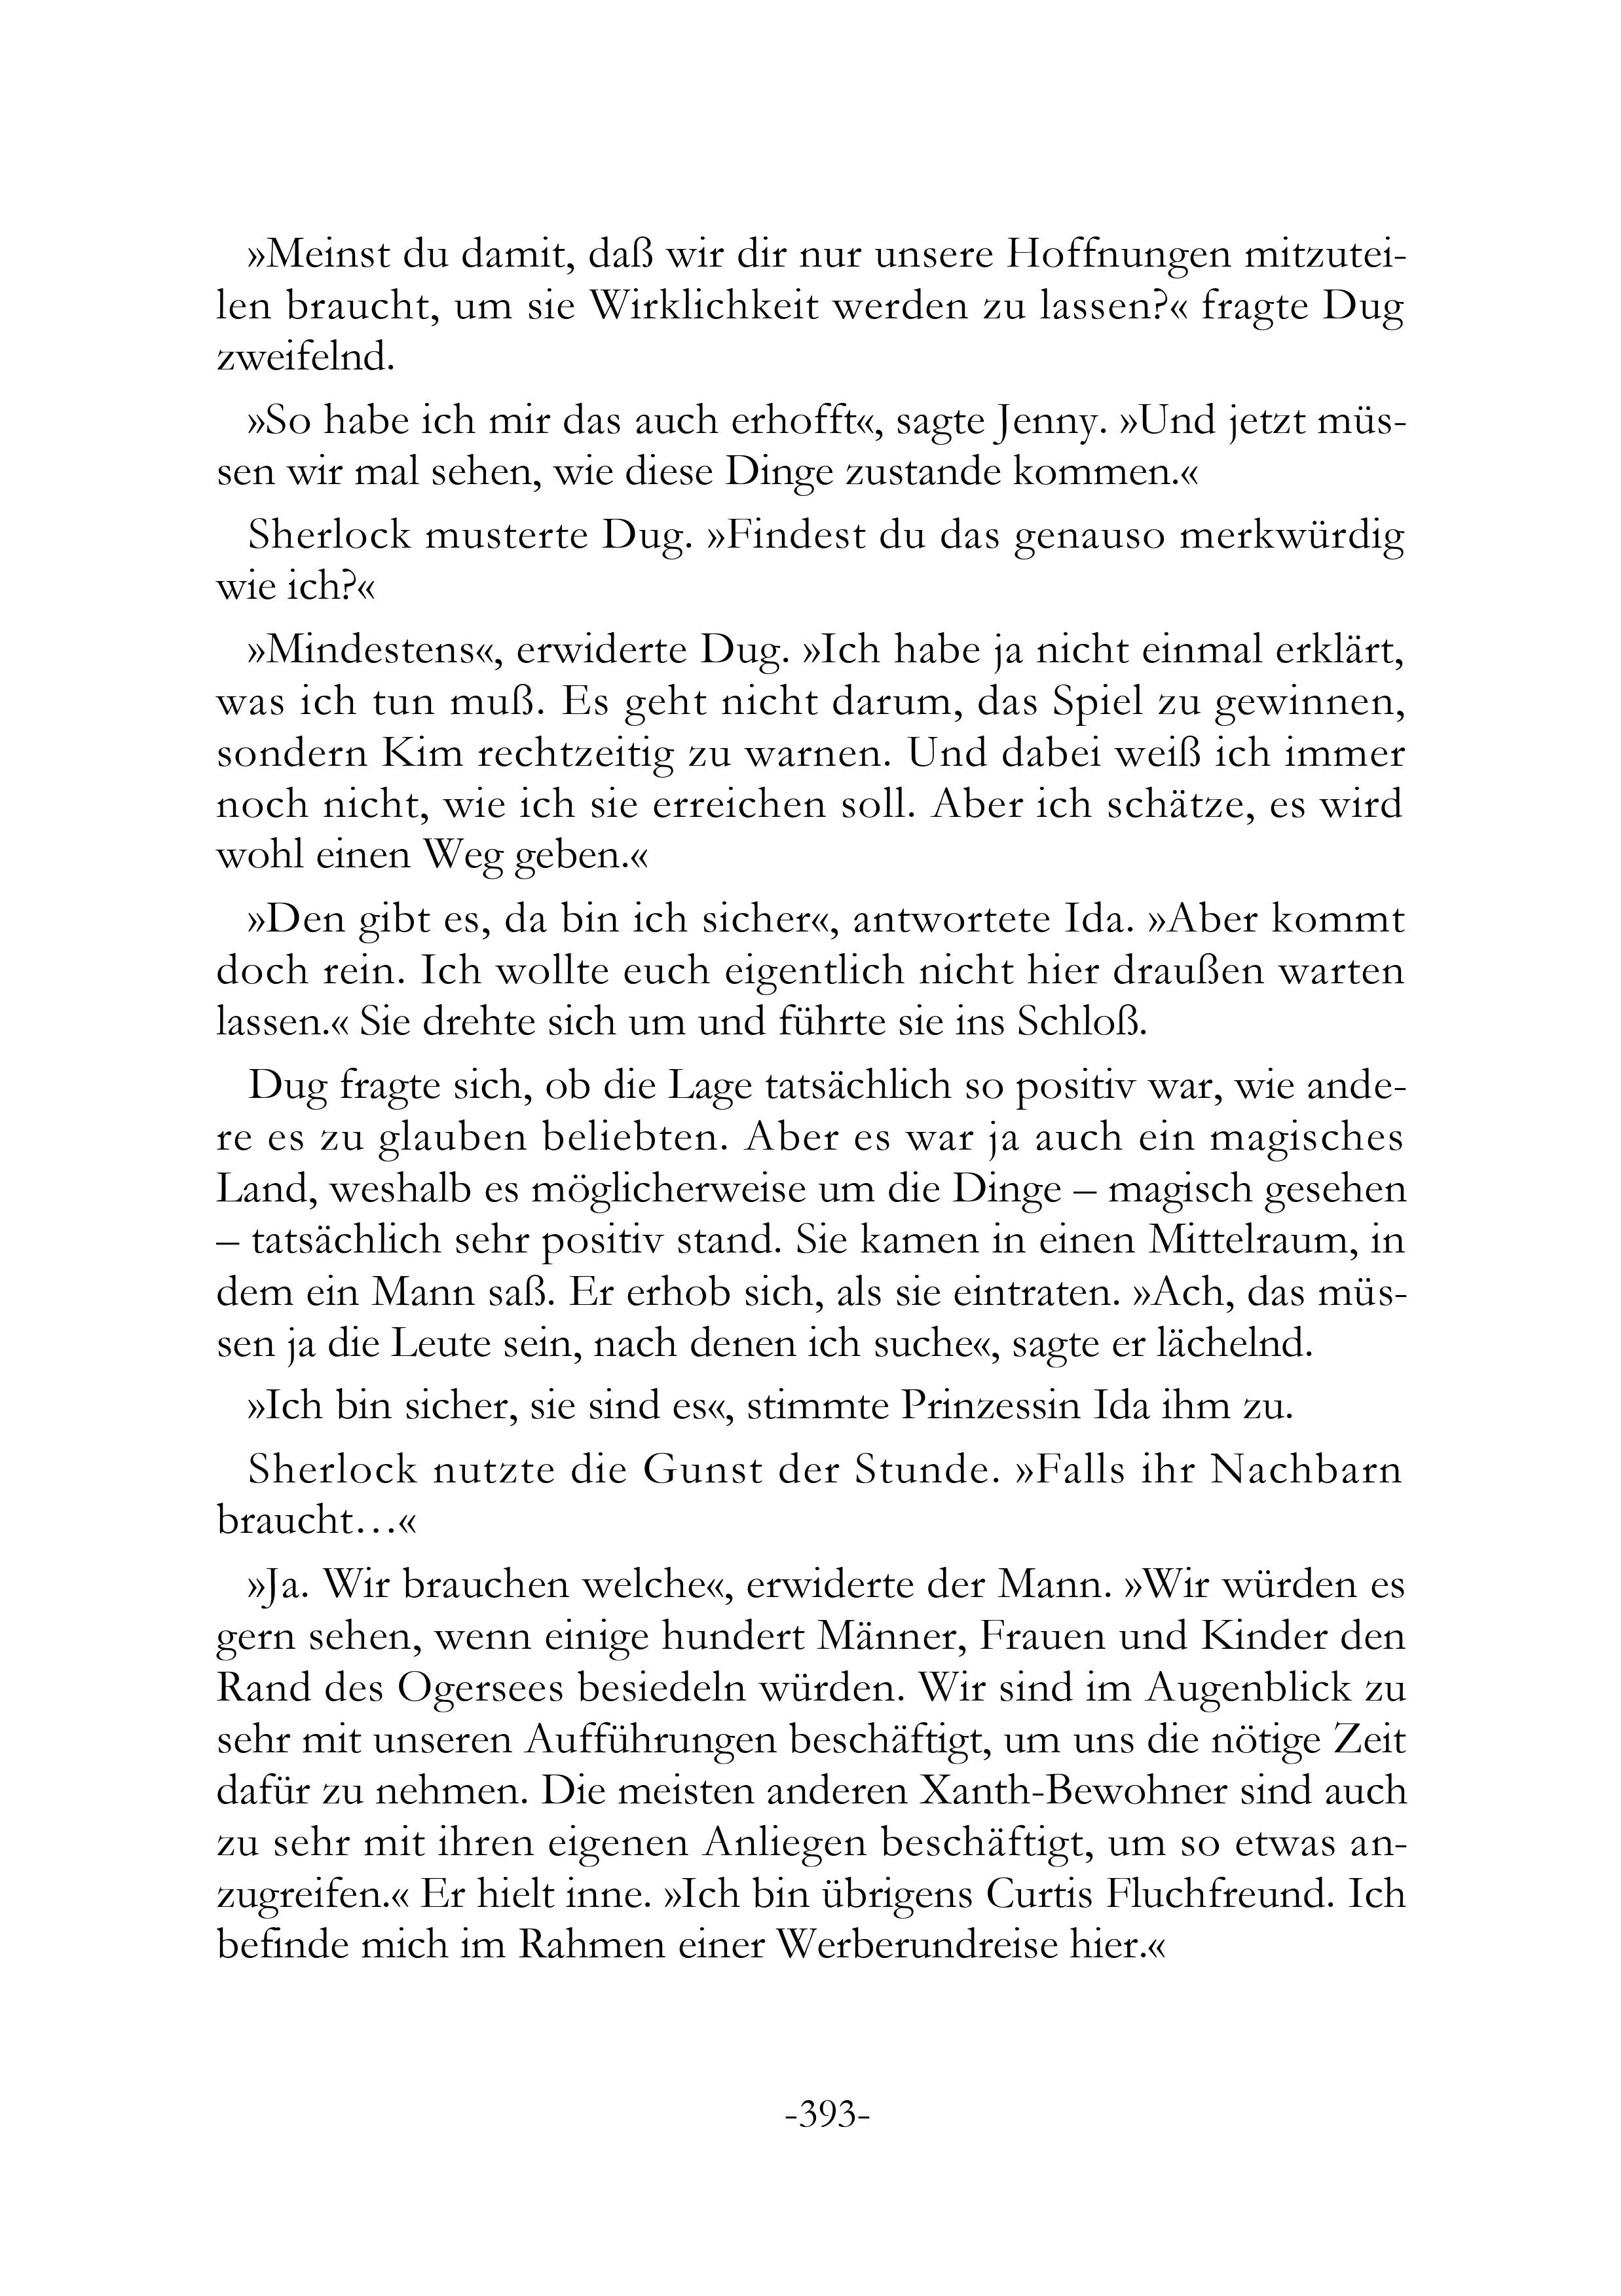 »Meinst du damit, daß wir dir nur unsere Hoffnungen mitzutei-
len braucht, um sie Wirklichkeit werden zu lassen?« fragte Dug
zweifelnd.
»So habe ich mir das auch erhofft«, sagte Jenny. »Und jetzt müs-
sen wir mal sehen, wie diese Dinge zustande kommen.«
Sherlock musterte Dug. »Findest du das genauso merkwürdig
wie ich?«
»Mindestens«, erwiderte Dug. »Ich habe ja nicht einmal erklärt,
was ich tun muß. Es geht nicht darum, das Spiel zu gewinnen,
sondern Kim rechtzeitig zu warnen. Und dabei weiß ich immer
noch nicht, wie ich sie erreichen soll. Aber ich schätze, es wird
wohl einen Weg geben.«
»Den gibt es, da bin ich sicher«, antwortete Ida. »Aber kommt
doch rein. Ich wollte euch eigentlich nicht hier draußen warten
lassen.« Sie drehte sich um und führte sie ins Schloß.
Dug fragte sich, ob die Lage tatsächlich so positiv war, wie ande-
re es zu glauben beliebten. Aber es war ja auch ein magisches
Land, weshalb es möglicherweise um die Dinge – magisch gesehen
– tatsächlich sehr positiv stand. Sie kamen in einen Mittelraum, in
dem ein Mann saß. Er erhob sich, als sie eintraten. »Ach, das müs-
sen ja die Leute sein, nach denen ich suche«, sagte er lächelnd.
»Ich bin sicher, sie sind es«, stimmte Prinzessin Ida ihm zu.
Sherlock nutzte die Gunst der Stunde. »Falls ihr Nachbarn
braucht…«
»Ja. Wir brauchen welche«, erwiderte der Mann. »Wir würden es
gern sehen, wenn einige hundert Männer, Frauen und Kinder den
Rand des Ogersees besiedeln würden. Wir sind im Augenblick zu
sehr mit unseren Aufführungen beschäftigt, um uns die nötige Zeit
dafür zu nehmen. Die meisten anderen Xanth-Bewohner sind auch
zu sehr mit ihren eigenen Anliegen beschäftigt, um so etwas an-
zugreifen.« Er hielt inne. »Ich bin übrigens Curtis Fluchfreund. Ich
befinde mich im Rahmen einer Werberundreise hier.«
-393-